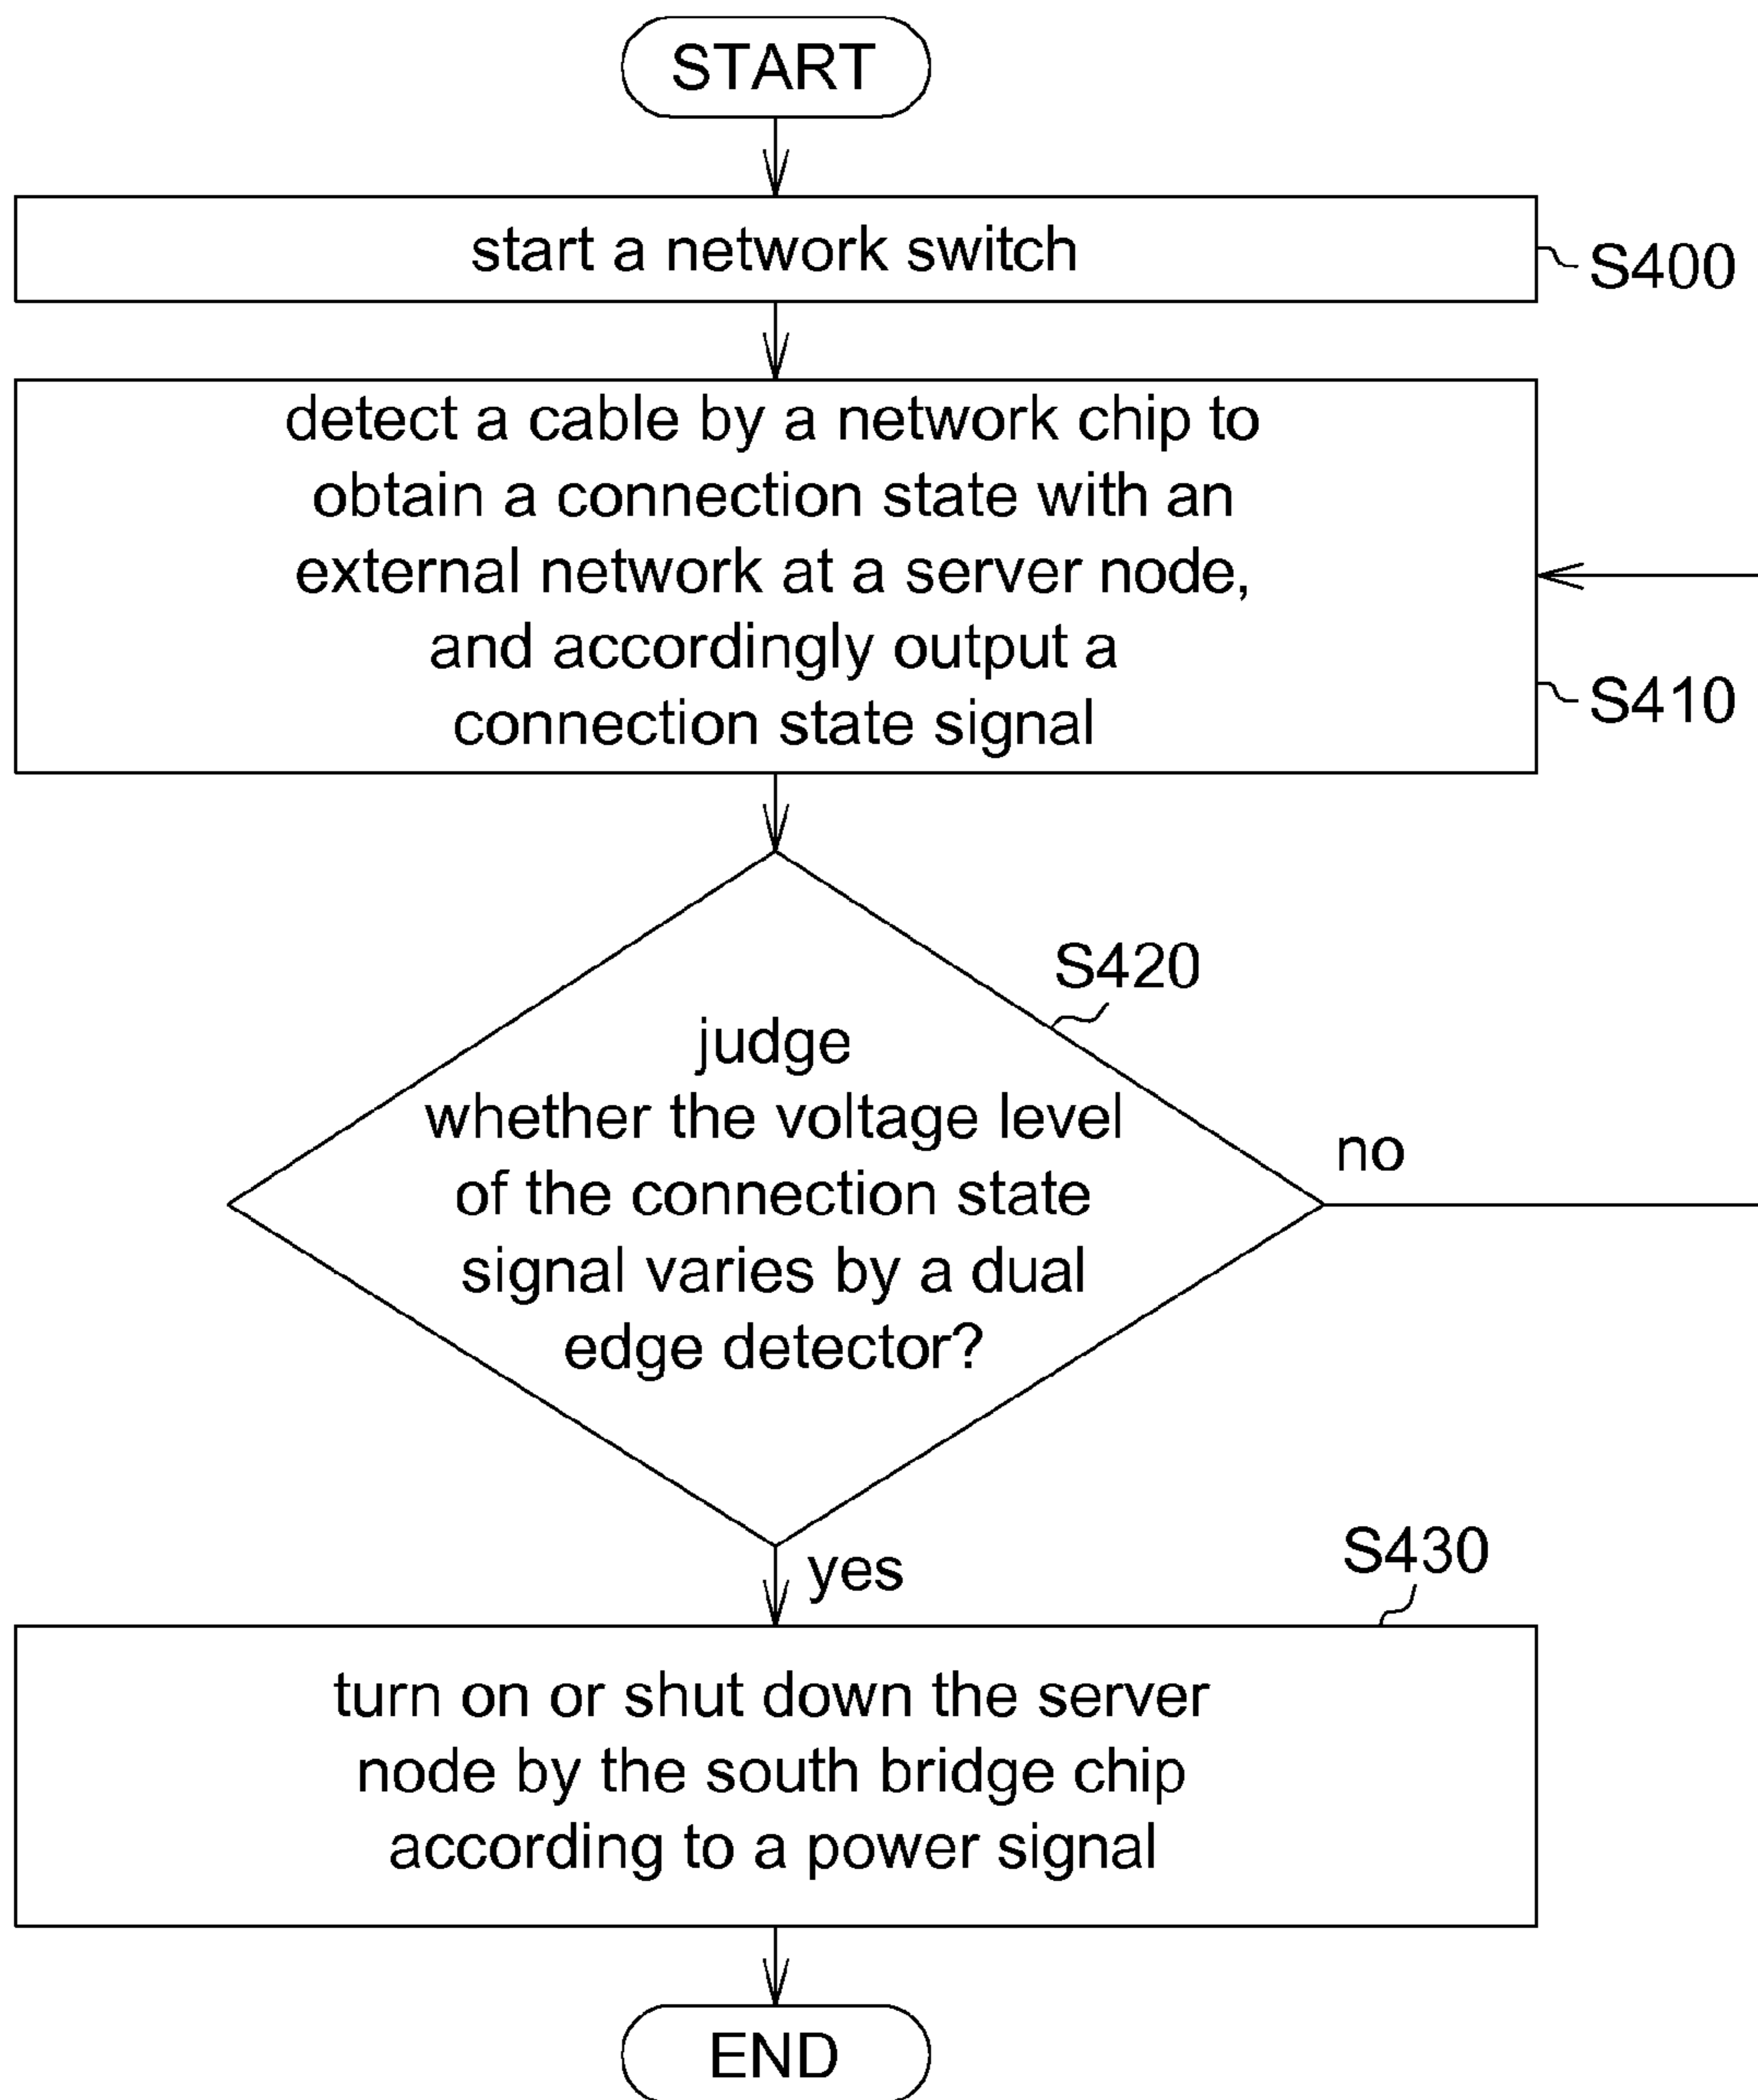 START
start a network switch
S400
detect a cable by a network chip to
obtain a connection state with an
external network at a server node,
and accordingly output a
connection state signal
S410
S420
judge
whether the voltage level
of the connection state
signal varies by a dual
edge detector?
no
yes
S430
turn on or shut down the server
node by the south bridge chip
according to a power signal
END